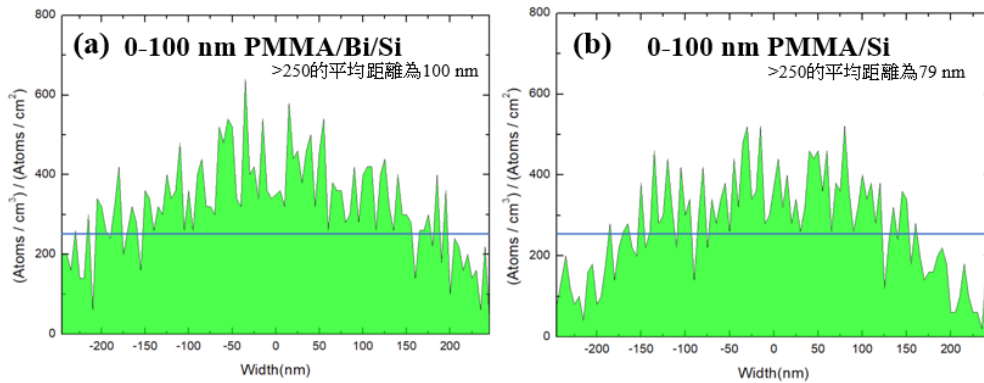 (a) 0-100 nm PMMA/Bi/Si
>250的平均距離為100 nm
(Atoms / cm³) / (Atoms / cm²)
800
600
400
200
0
-200 -150 -100 -50 0 50 100 150 200
Width(nm)
(b) 0-100 nm PMMA/Si
>250的平均距離為79 nm
(Atoms / cm³) / (Atoms / cm²)
800
600
400
200
0
-200 -150 -100 -50 0 50 100 150 200
Width(nm)